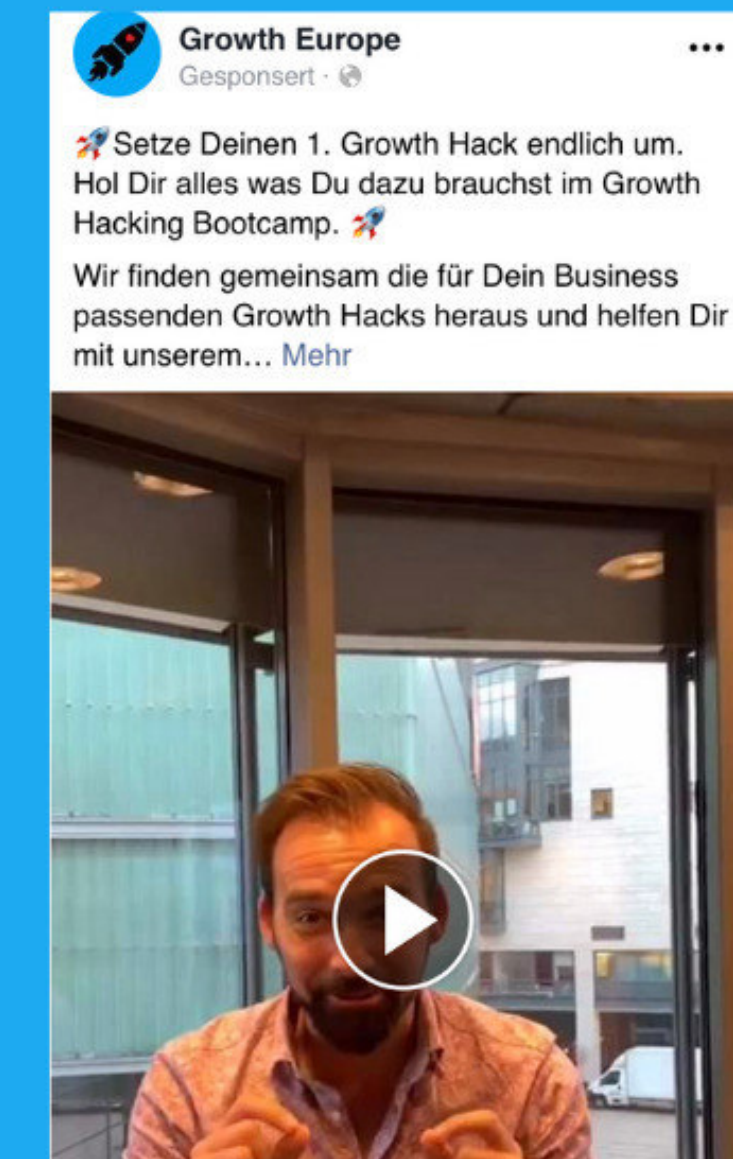 Growth Europe
Gesponsert ·
🚀Setze Deinen 1. Growth Hack endlich um.
Hol Dir alles was Du dazu brauchst im Growth
Hacking Bootcamp. 🚀
Wir finden gemeinsam die für Dein Business
passenden Growth Hacks heraus und helfen Dir
mit unserem... Mehr